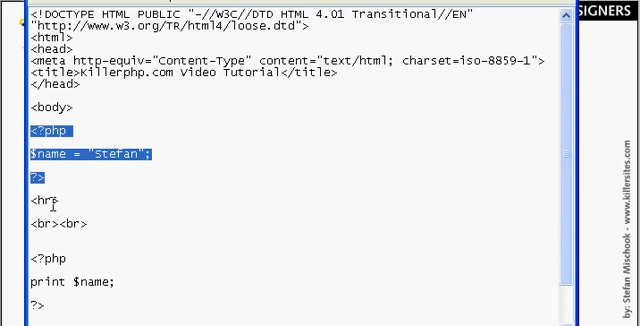 <!DOCTYPE HTML PUBLIC "-//W3C//DTD HTML 4.01 Transitional//EN"
"http://www.w3.org/TR/html4/loose.dtd">
<html>
<head>
<meta http-equiv="Content-Type" content="text/html; charset=iso-8859-1">
<title>Killerphp.com Video Tutorial</title>
</head>
<body>
<?php
$name = "Stefan";
?>
<hr>
<br><br>
<?php
print $name;
?>
SIGNERS
by: Stefan Mischook - www.killersites.com